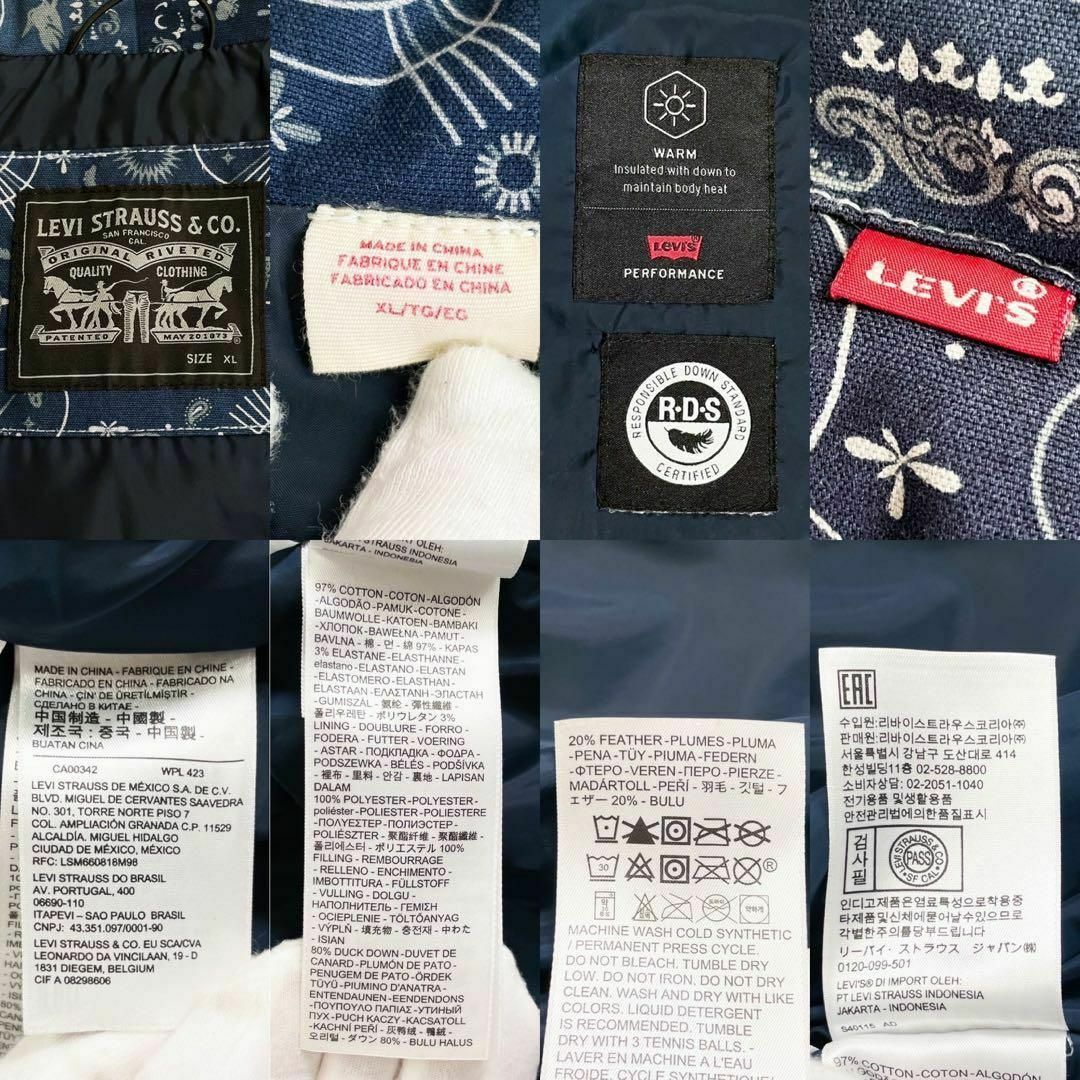 LEVI STRAUSS & CO.
SAN FRANCISCO
CAL.
ORIGINAL RIVETED
QUALITY CLOTHING
PATENTED MAY 20.1873
SIZE XL
MADE IN CHINA
FABRIQUE EN CHINE
FABRICADO EN CHINA
XL/TG/EG
WARM
Insulated with down to
maintain body heat
LEVI'S
PERFORMANCE
RESPONSIBLE DOWN STANDARD
R·D·S
CERTIFIED
LEVI'S®
MADE IN CHINA - FABRIQUE EN CHINE -
FABRICADO EN CHINA - FABRICADO NA
CHINA - ÇİN' DE ÜRETİLMİŞTİR -
СДЕЛАНО В КИТАЕ -
中国制造 - 中國製 -
제조국 : 중국 - 中国製 -
BUATAN CINA
CA00342 WPL 423
LEVI STRAUSS DE MÉXICO S.A. DE C.V.
BLVD. MIGUEL DE CERVANTES SAAVEDRA
NO. 301, TORRE NORTE PISO 7
COL. AMPLIACIÓN GRANADA C.P. 11529
ALCALDÍA. MIGUEL HIDALGO
CIUDAD DE MÉXICO, MÉXICO
RFC: LSM660818M98
LEVI STRAUSS DO BRASIL
AV. PORTUGAL, 400
06690-110
ITAPEVI – SAO PAULO BRASIL
CNPJ: 43.351.097/0001-90
LEVI STRAUSS & CO. EU SCA/CVA
LEONARDO DA VINCILAAN, 19 - D
1831 DIEGEM, BELGIUM
CIF A 08298606
PT LEVI STRAUSS INDONESIA
JAKARTA - INDONESIA
97% COTTON-COTON-ALGODÓN
-ALGODÃO-PAMUK-COTONE-
BAUMWOLLE-KATOEN-BAMBAKI
-ХЛОПОК-BAWEŁNA-PAMUT-
BAVLNA - 棉 - 면 - 綿 97% - KAPAS
3% ELASTANE-ELASTHANNE-
elastano-ELASTANO-ELASTAN
-ELASTOMERO-ELASTHAN-
ELASTAAN-ΕΛΑΣΤΑΝΗ-ЭЛАСТАН
-GUMISZÁL - 氨纶 - 彈性纖維 -
폴리우레탄 - ポリウレタン 3%
LINING - DOUBLURE - FORRO -
FODERA - FUTTER - VOERING
- ASTAR - ПОДКЛАДКА - ΦΟΔΡΑ -
PODSZEWKA - BÉLÉS - PODŠÍVKA
- 裡布 - 里料 - 안감 - 裏地 - LAPISAN
DALAM
100% POLYESTER-POLYESTER-
poliéster-POLIÉSTER-POLIESTERE
-ΠΟΛΥΕΣΤΕΡ-ПОЛИЭСТЕР-
POLIÉSZTER - 聚酯纤维 - 聚酯纖維 -
폴리에스터 - ポリエステル 100%
FILLING - REMBOURRAGE
- RELLENO - ENCHIMENTO -
IMBOTTITURA - FÜLLSTOFF
- VULLING - DOLGU -
НАПОЛНИТЕЛЬ - ΓΕΜΙΣΗ
- OCIEPLENIE - TÖLTŐANYAG
- VÝPLŇ - 填充物 - 충전재 - 中わた
- ISIAN
80% DUCK DOWN-DUVET DE
CANARD-PLUMÓN DE PATO-
PENUGEM DE PATO-ÖRDEK
TÜYÜ-PIUMINO D'ANATRA-
ENTENDAUNEN-EENDENDONS
-ΠΟΥΠΟΥΛΟ ΠΑΠΙΑΣ-УТИНЫЙ
ПУХ-PUCH KACZY-KACSATOLL
-KACHNÍ PEŘÍ - 灰鸭绒 - 鴨絨 -
오리털 - ダウン 80% - BULU HALUS
20% FEATHER-PLUMES-PLUMA
-PENA-TÜY-PIUMA-FEDERN
-ΦΤΕΡΟ-VEREN-ПЕРО-PIERZE-
MADÁRTOLL-PEŘÍ - 羽毛 - 깃털 - フ
ェザー 20% - BULU
30
MACHINE WASH COLD SYNTHETIC
/ PERMANENT PRESS CYCLE.
DO NOT BLEACH. TUMBLE DRY
LOW. DO NOT IRON. DO NOT DRY
CLEAN. WASH AND DRY WITH LIKE
COLORS. LIQUID DETERGENT
IS RECOMMENDED. TUMBLE
DRY WITH 3 TENNIS BALLS. -
LAVER EN MACHINE A L'EAU
FROIDE, CYCLE SYNTHETIQUE/
EAC
수입원:리바이스트라우스코리아㈜
판매원:리바이스트라우스코리아㈜
서울특별시 강남구 도산대로 414
한성빌딩11층 02-528-8800
소비자상담: 02-2051-1040
전기용품 및생활용품
안전관리법에의한품질표시
검사필
LEVI STRAUSS & CO
PASS
SF CAL
인디고제품은염료특성으로착용중
타제품및신체에묻어날수있으므로
각별한주의를당부드립니다
リーバイ・ストラウス ジャパン㈱
0120-099-501
LEVI'S® DI IMPORT OLEH:
PT LEVI STRAUSS INDONESIA
JAKARTA - INDONESIA
S40115 AD
97% COTTON-COTON-ALGODÓN